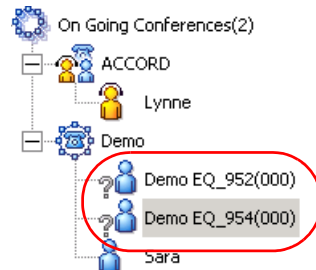 On Going Conferences(2)
ACCORD
Lynne
Demo
Demo EQ_952(000)
Demo EQ_954(000)
Sara